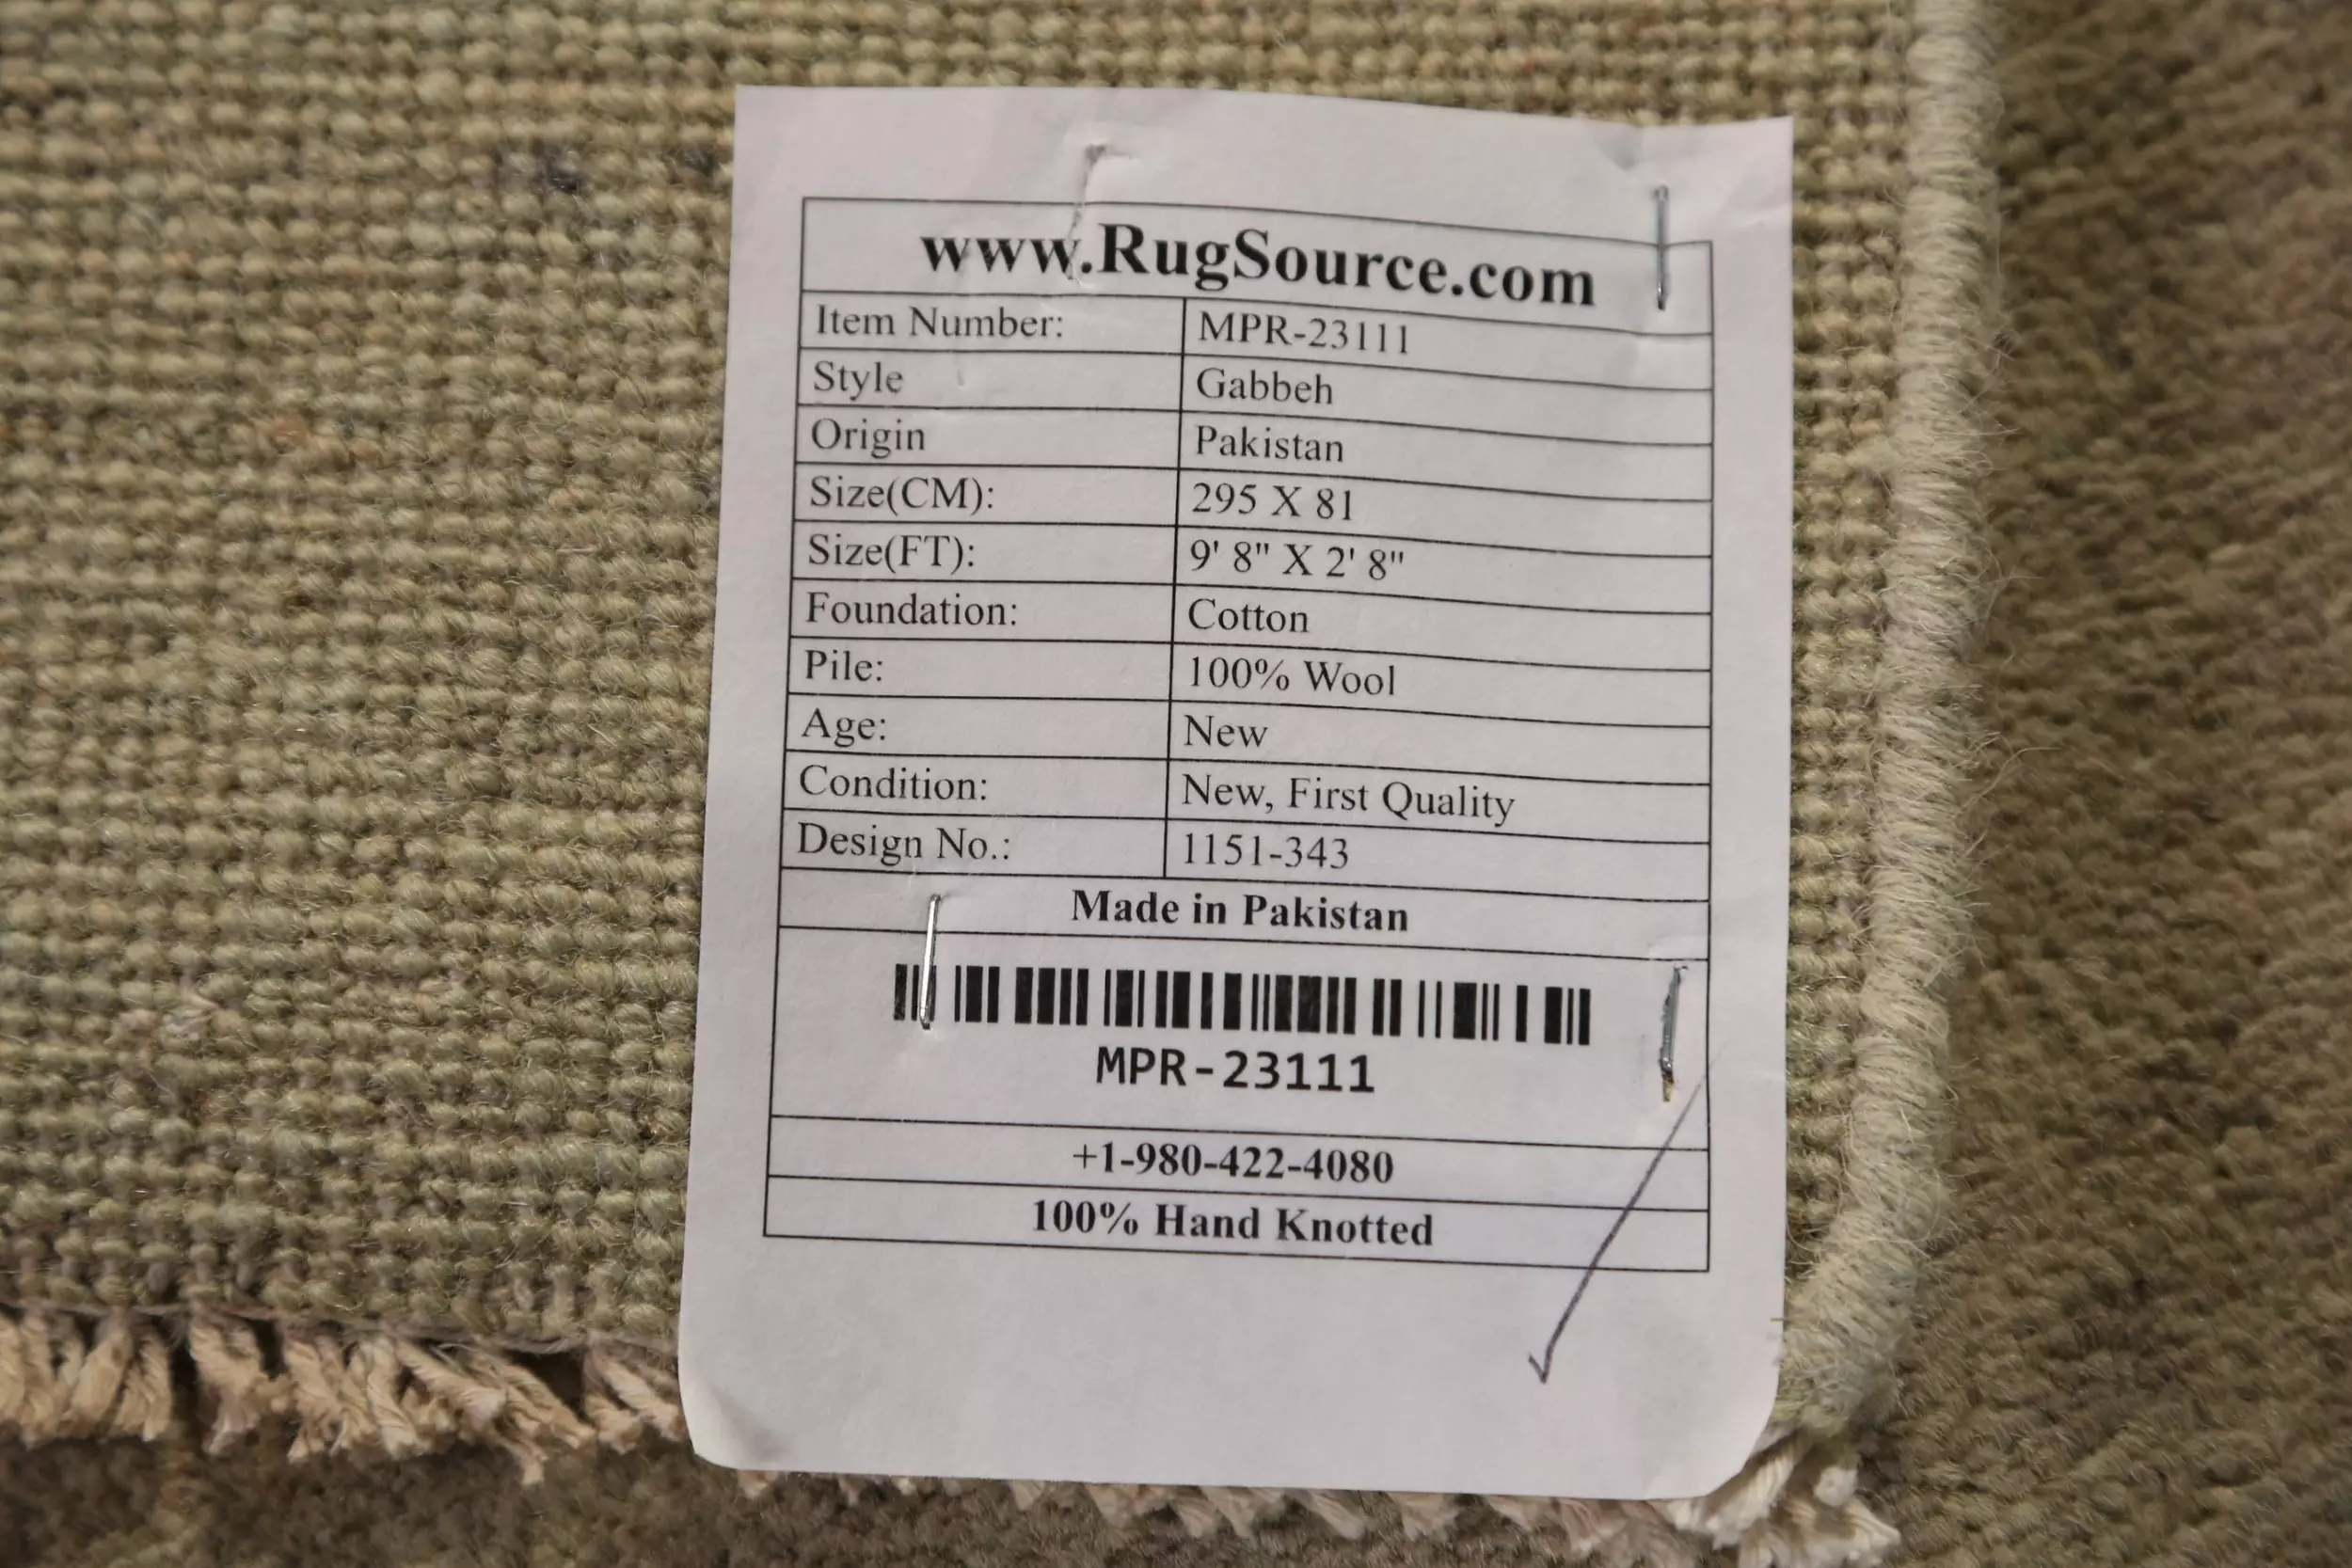 www.RugSource.com
Item Number: MPR-23111
Style Gabbeh
Origin Pakistan
Size(CM): 295 X 81
Size(FT): 9' 8" X 2' 8"
Foundation: Cotton
Pile: 100% Wool
Age: New
Condition: New, First Quality
Design No.: 1151-343
Made in Pakistan
MPR-23111
+1-980-422-4080
100% Hand Knotted